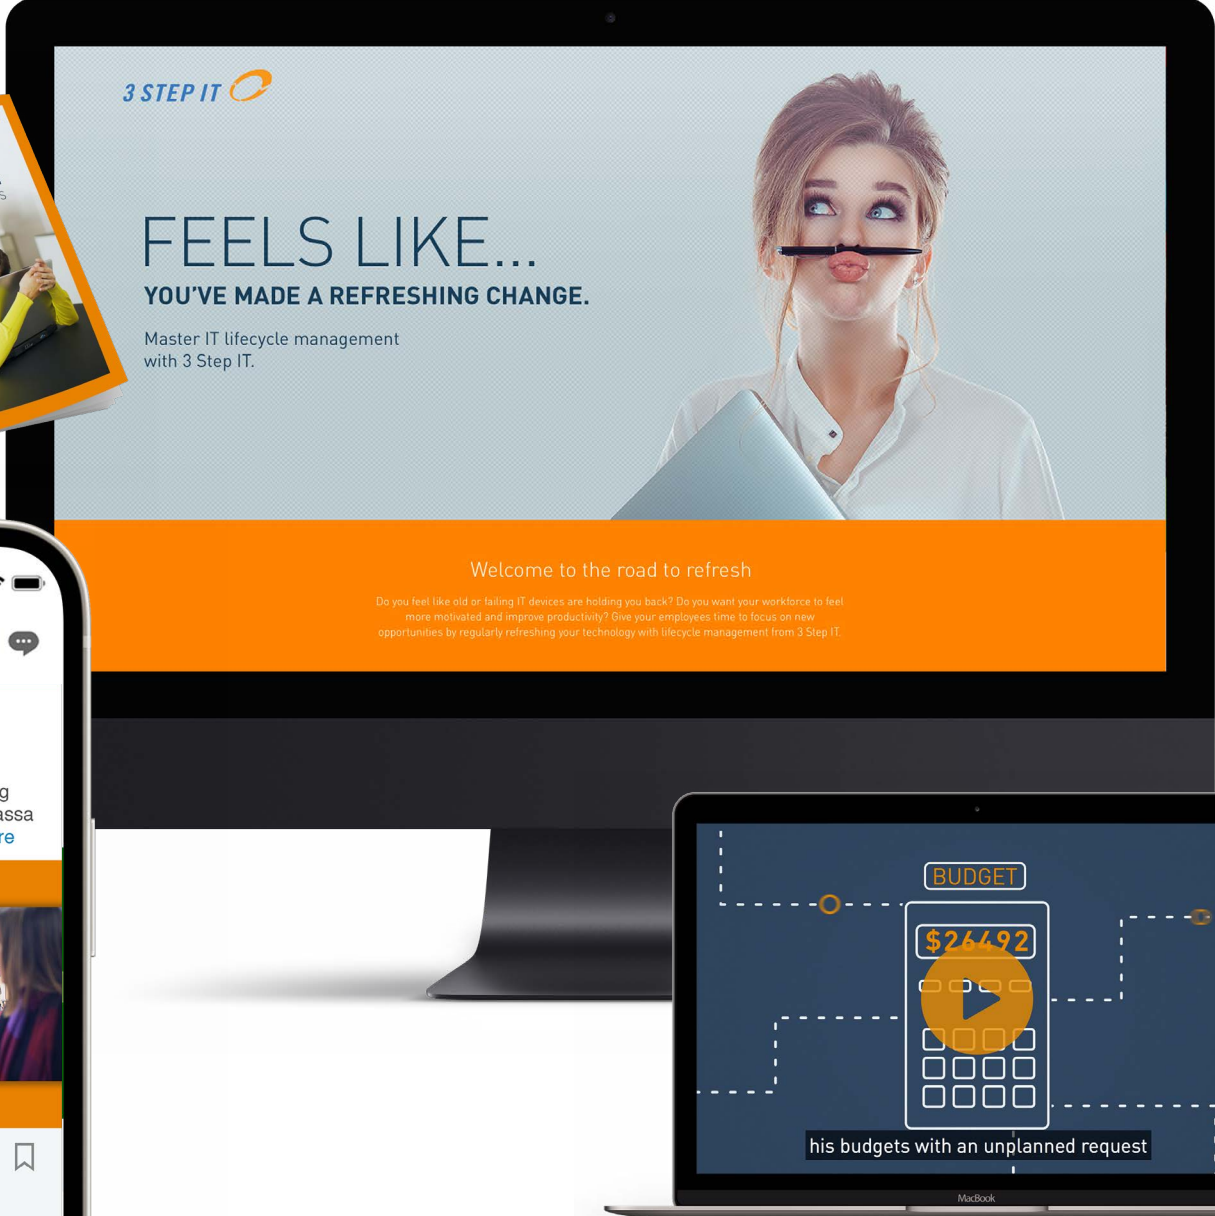 3 STEP IT
FEELS LIKE...
YOU'VE MADE A REFRESHING CHANGE.
Master IT lifecycle management
with 3 Step IT.
Welcome to the road to refresh
Do you feel like old or failing IT devices are holding you back? Do you want your workforce to feel
more motivated and improve productivity? Give your employees time to focus on new
opportunities by regularly refreshing your technology with lifecycle management from 3 Step IT.
BUDGET
$26492
his budgets with an unplanned request
MacBook